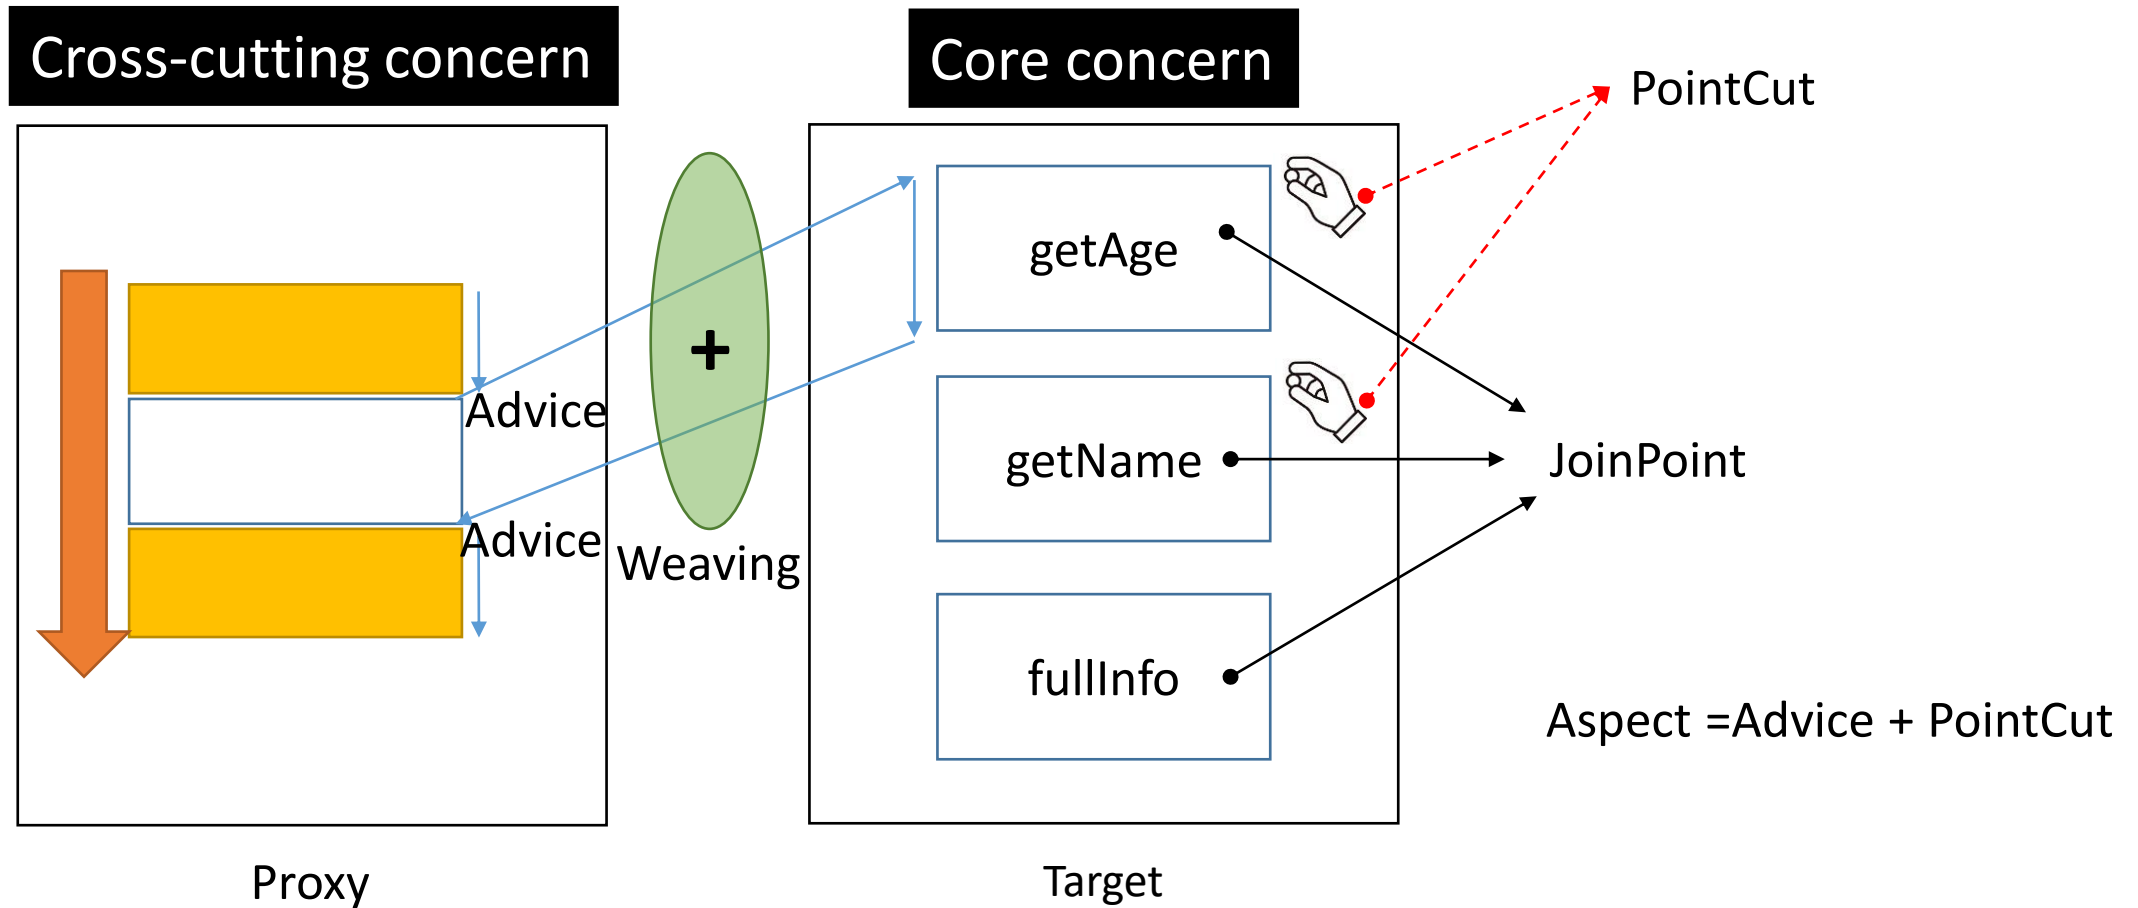 Cross-cutting concern
Core concern
PointCut
getAge
Advice
+
getName
JoinPoint
Advice
Weaving
fullInfo
Aspect =Advice + PointCut
Proxy
Target